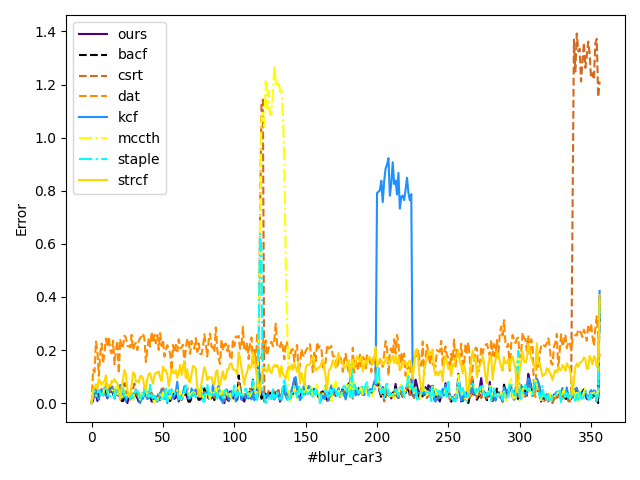 ours
bacf
csrt
dat
kcf
mccth
staple
strcf
1.4
1.2
1.0
0.8
0.6
0.4
0.2
0.0
Error
0 50 100 150 200 250 300 350
#blur_car3